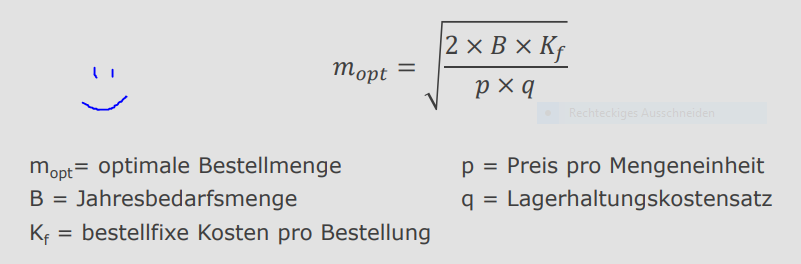 m_opt = √((2 × B × K_f) / (p × q))
Rechteckiges Ausschneiden
m_opt= optimale Bestellmenge
p = Preis pro Mengeneinheit
B = Jahresbedarfsmenge
q = Lagerhaltungskostensatz
K_f = bestellfixe Kosten pro Bestellung